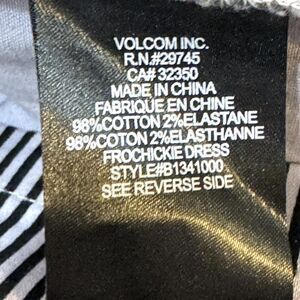 VOLCOM INC.
R.N.#29745
CA# 32350
MADE IN CHINA
FABRIQUE EN CHINE
98%COTTON 2%ELASTANE
98%COTTON 2%ELASTHANNE
FROCHICKIE DRESS
STYLE#B1341000
SEE REVERSE SIDE